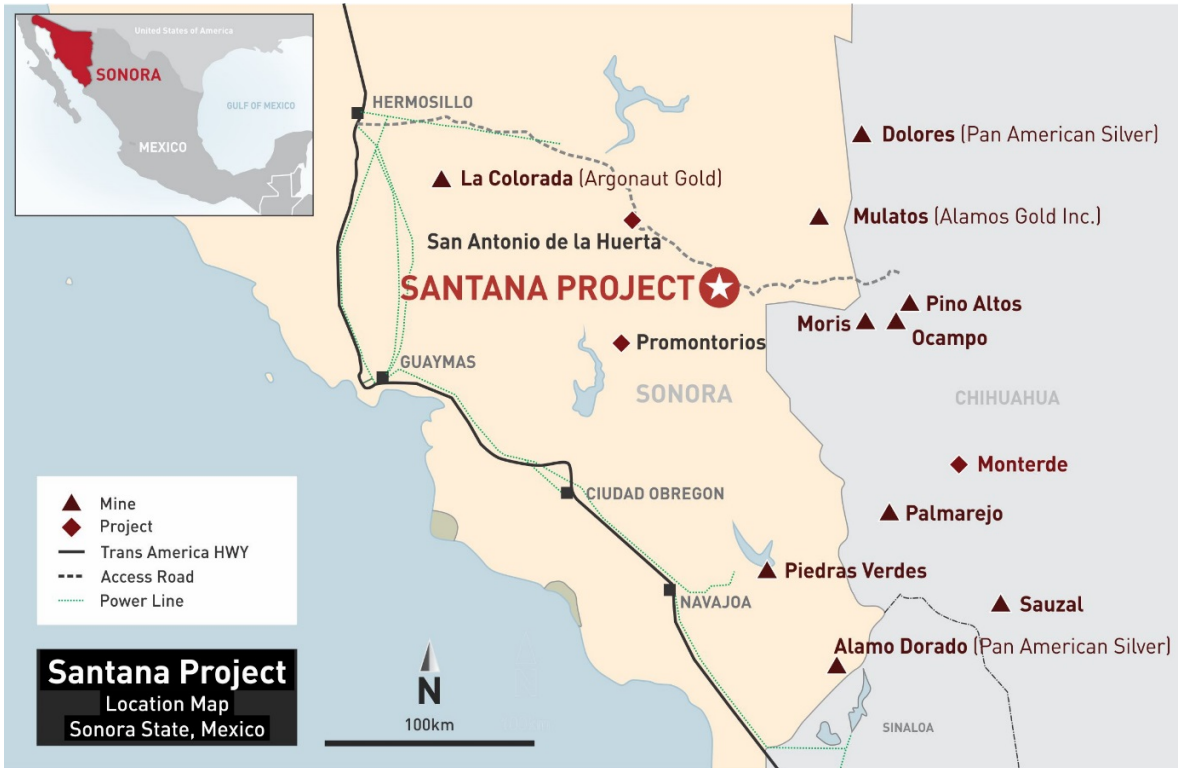 United States of America
SONORA
GULF OF MEXICO
MEXICO
HERMOSILLO
Dolores (Pan American Silver)
La Colorada (Argonaut Gold)
Mulatos (Alamos Gold Inc.)
San Antonio de la Huerta
SANTANA PROJECT
Pino Altos
Moris
Ocampo
Promontorios
GUAYMAS
SONORA
CHIHUAHUA
Monterde
CIUDAD OBREGON
Palmarejo
Piedras Verdes
NAVAJOA
Sauzal
Alamo Dorado (Pan American Silver)
SINALOA
Mine
Project
Trans America HWY
Access Road
Power Line
Santana Project
Location Map
Sonora State, Mexico
N
100km